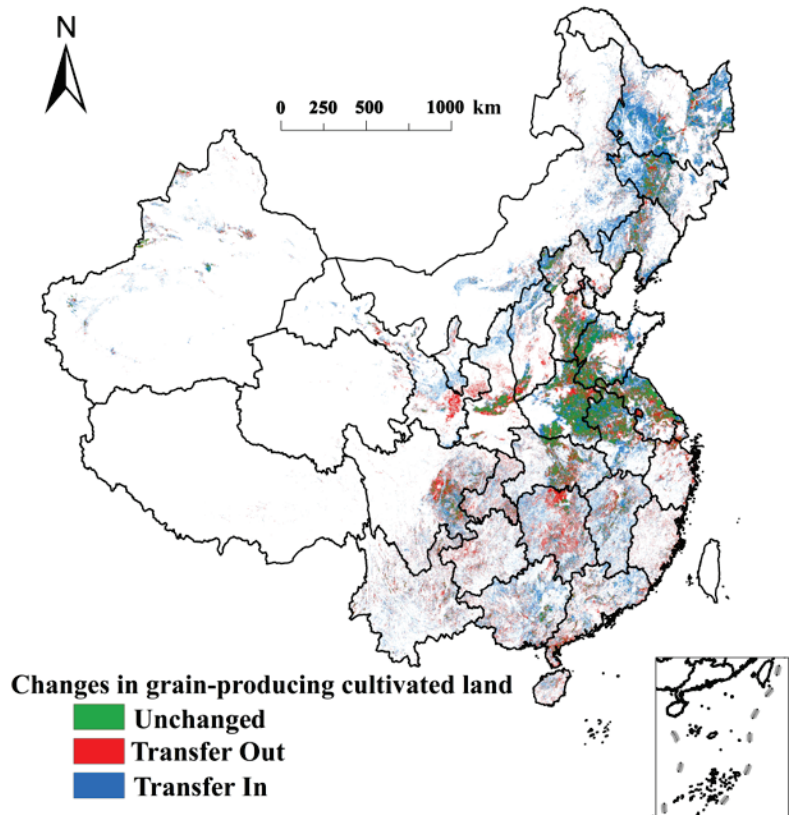 N
0 250 500 1000 km
Changes in grain-producing cultivated land
Unchanged
Transfer Out
Transfer In